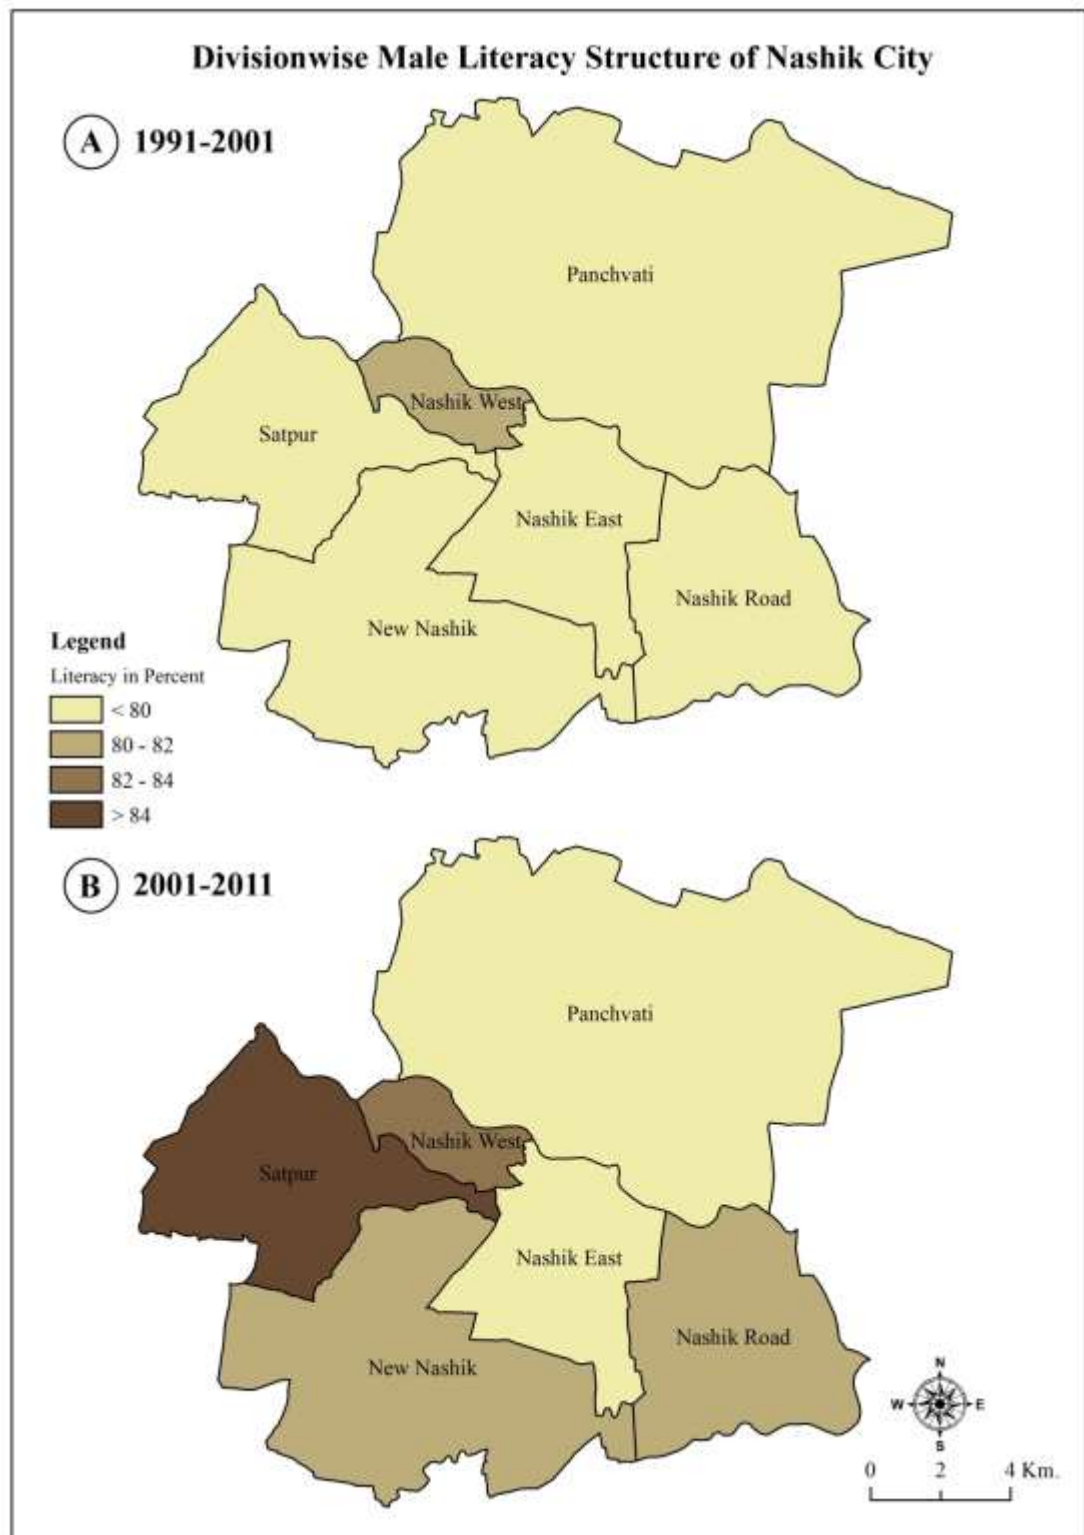 Divisionwise Male Literacy Structure of Nashik City
A 1991-2001
Panchvati
Nashik West
Satpur
Nashik East
Nashik Road
New Nashik
Legend
Literacy in Percent
< 80
80 - 82
82 - 84
> 84
B 2001-2011
Panchvati
Nashik West
Satpur
Nashik East
Nashik Road
New Nashik
N
W E
S
0 2 4 Km.